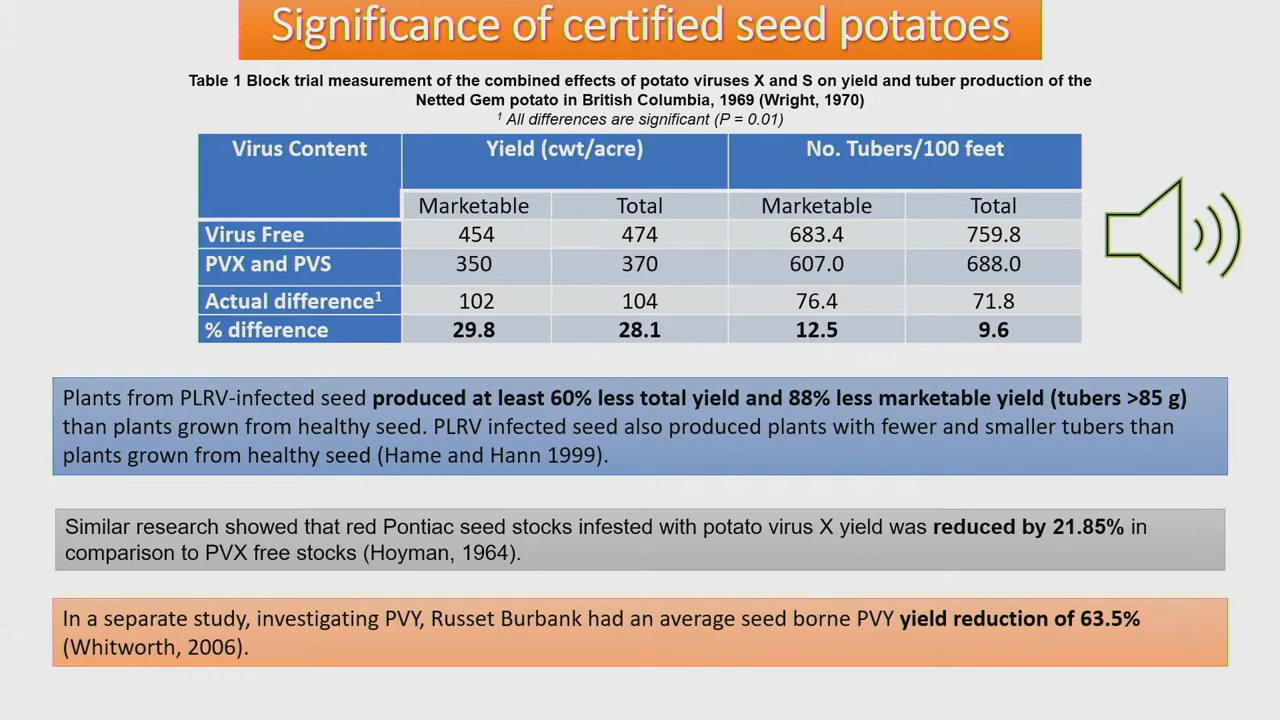 Significance of certified seed potatoes
Table 1 Block trial measurement of the combined effects of potato viruses X and S on yield and tuber production of the
Netted Gem potato in British Columbia, 1969 (Wright, 1970)
¹ All differences are significant (P = 0.01)
Virus Content Yield (cwt/acre) No. Tubers/100 feet
Marketable Total Marketable Total
Virus Free 454 474 683.4 759.8
PVX and PVS 350 370 607.0 688.0
Actual difference¹ 102 104 76.4 71.8
% difference 29.8 28.1 12.5 9.6
Plants from PLRV-infected seed produced at least 60% less total yield and 88% less marketable yield (tubers >85 g)
than plants grown from healthy seed. PLRV infected seed also produced plants with fewer and smaller tubers than
plants grown from healthy seed (Hame and Hann 1999).
Similar research showed that red Pontiac seed stocks infested with potato virus X yield was reduced by 21.85% in
comparison to PVX free stocks (Hoyman, 1964).
In a separate study, investigating PVY, Russet Burbank had an average seed borne PVY yield reduction of 63.5%
(Whitworth, 2006).